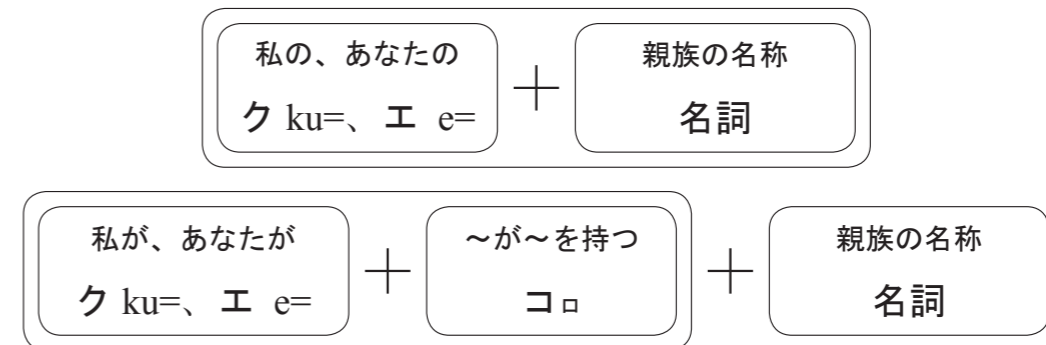 私の、あなたの
ク ku=、エ e=
+
親族の名称
名詞
私が、あなたが
ク ku=、エ e=
+
～が～を持つ
コㇿ
+
親族の名称
名詞